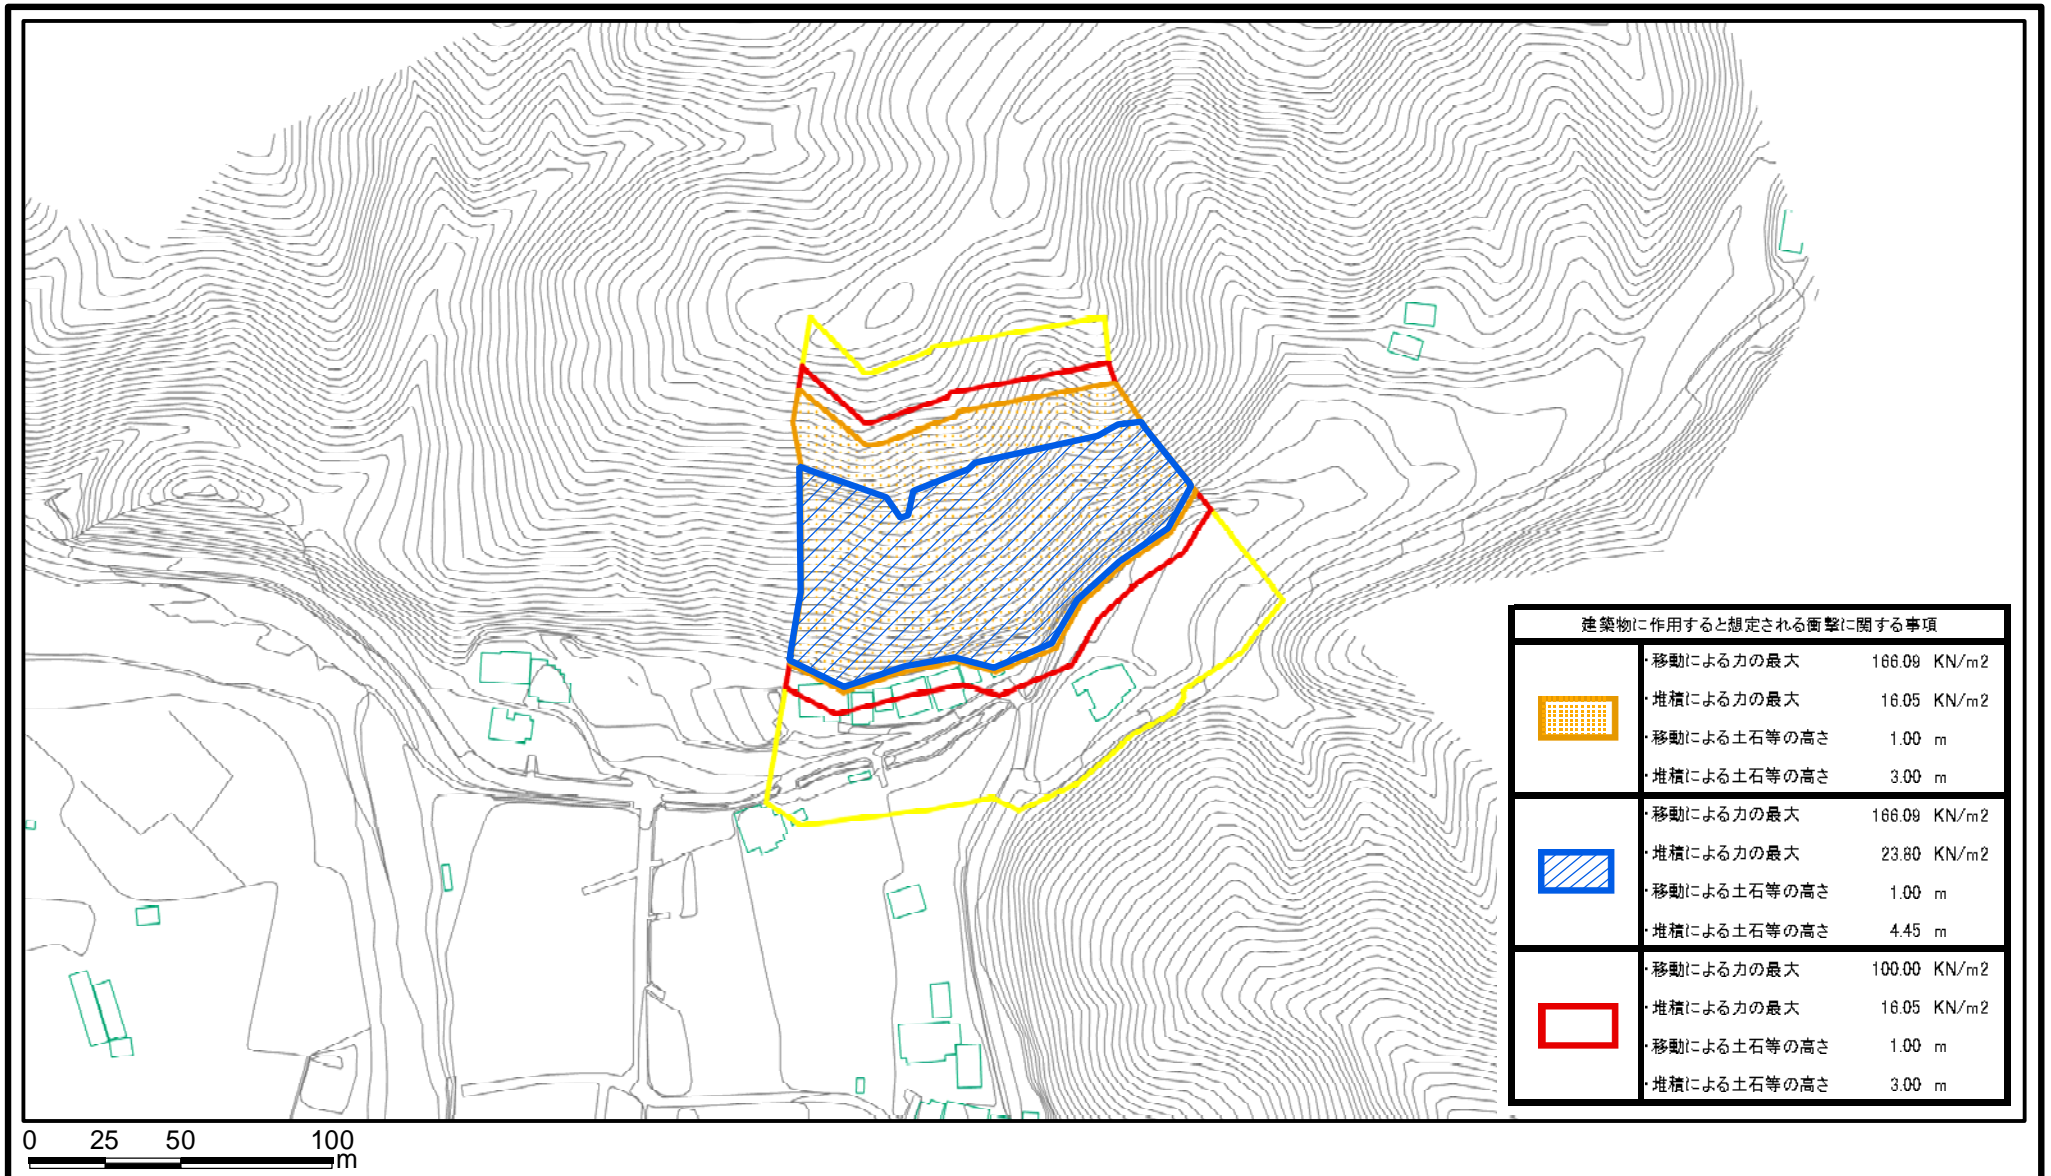 建築物に作用すると想定される衝撃に関する事項
・移動による力の最大 166.09 KN/m2
・堆積による力の最大 16.05 KN/m2
・移動による土石等の高さ 1.00 m
・堆積による土石等の高さ 3.00 m
・移動による力の最大 166.09 KN/m2
・堆積による力の最大 23.80 KN/m2
・移動による土石等の高さ 1.00 m
・堆積による土石等の高さ 4.45 m
・移動による力の最大 100.00 KN/m2
・堆積による力の最大 16.05 KN/m2
・移動による土石等の高さ 1.00 m
・堆積による土石等の高さ 3.00 m
0 25 50 100
m